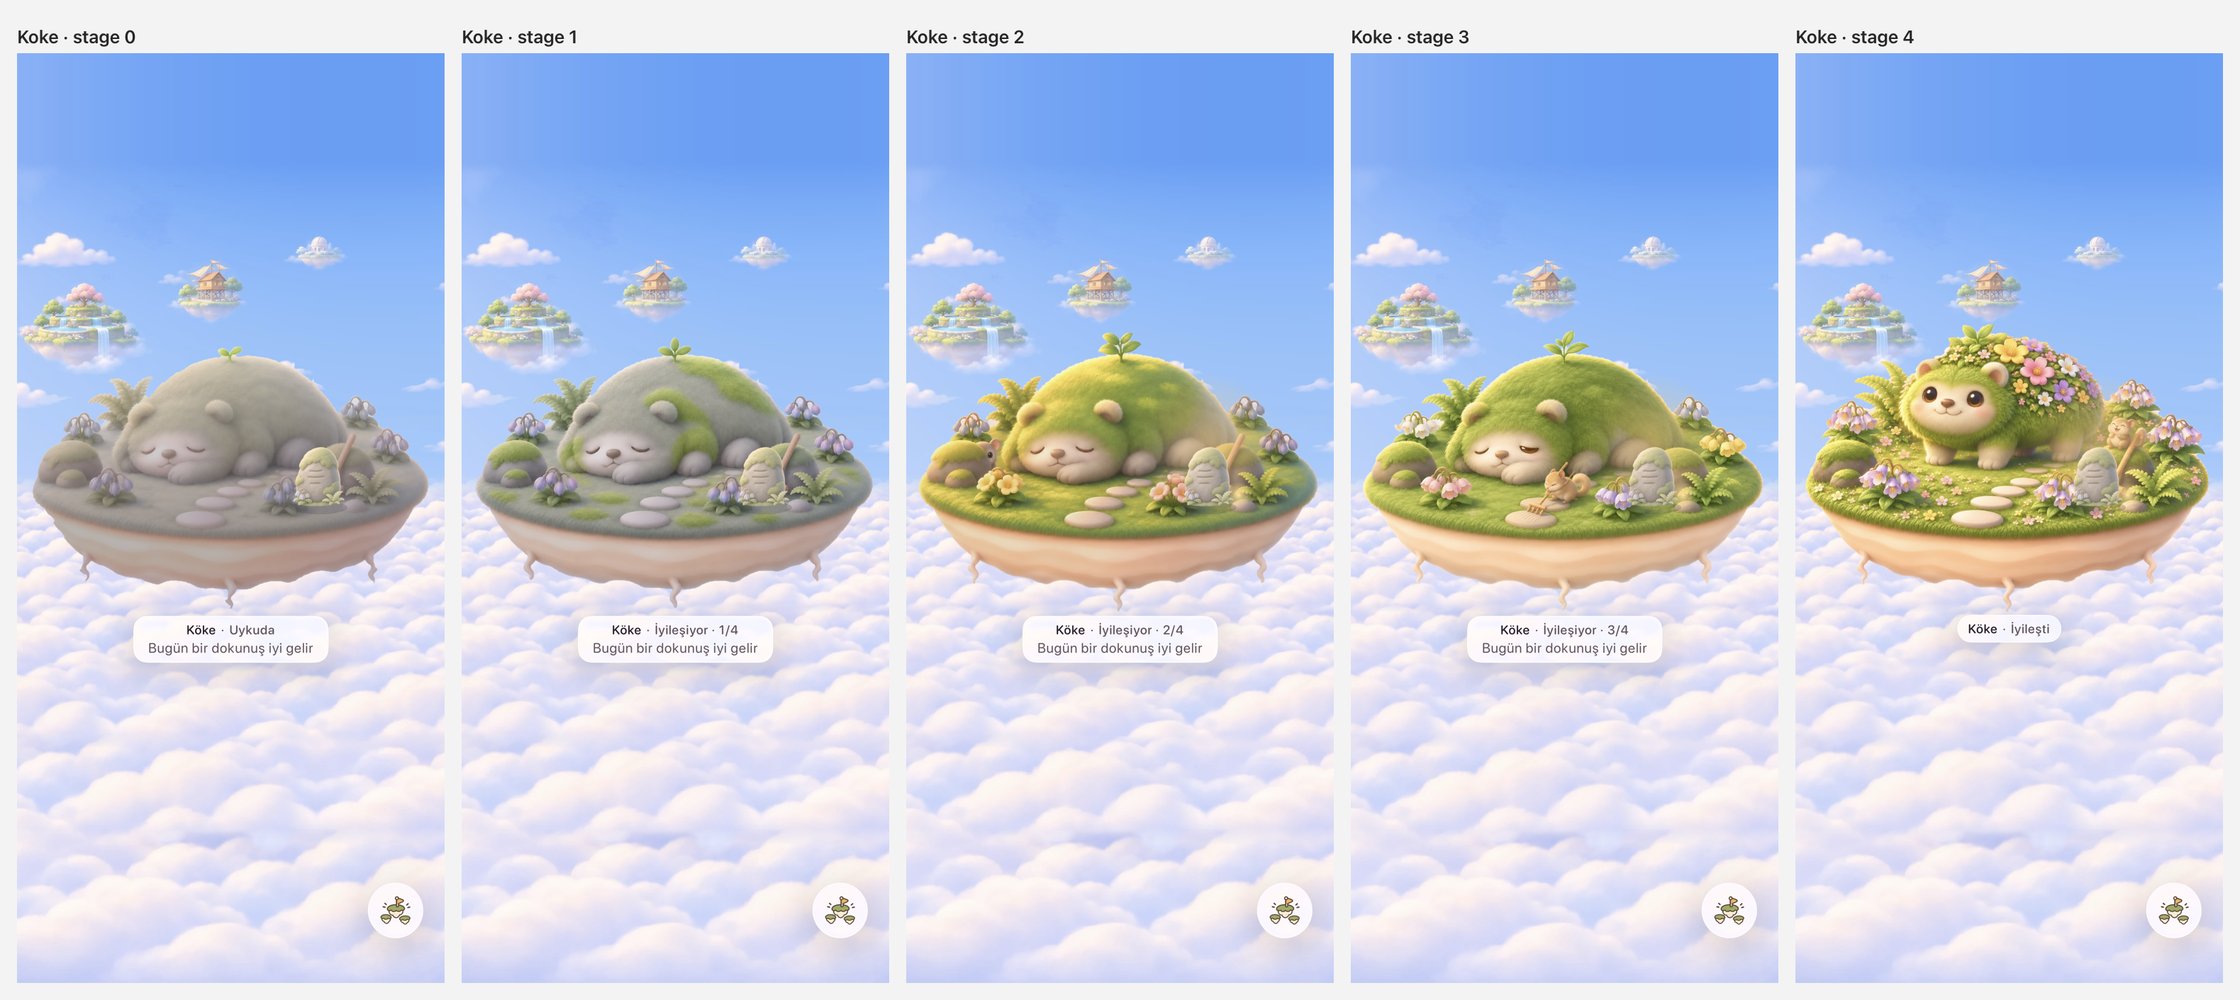 Koke · stage 0
Koke · stage 1
Koke · stage 2
Koke · stage 3
Koke · stage 4
Köke · Uykuda
Bugün bir dokunuş iyi gelir
Köke · İyileşiyor · 1/4
Bugün bir dokunuş iyi gelir
Köke · İyileşiyor · 2/4
Bugün bir dokunuş iyi gelir
Köke · İyileşiyor · 3/4
Bugün bir dokunuş iyi gelir
Köke · İyileşti